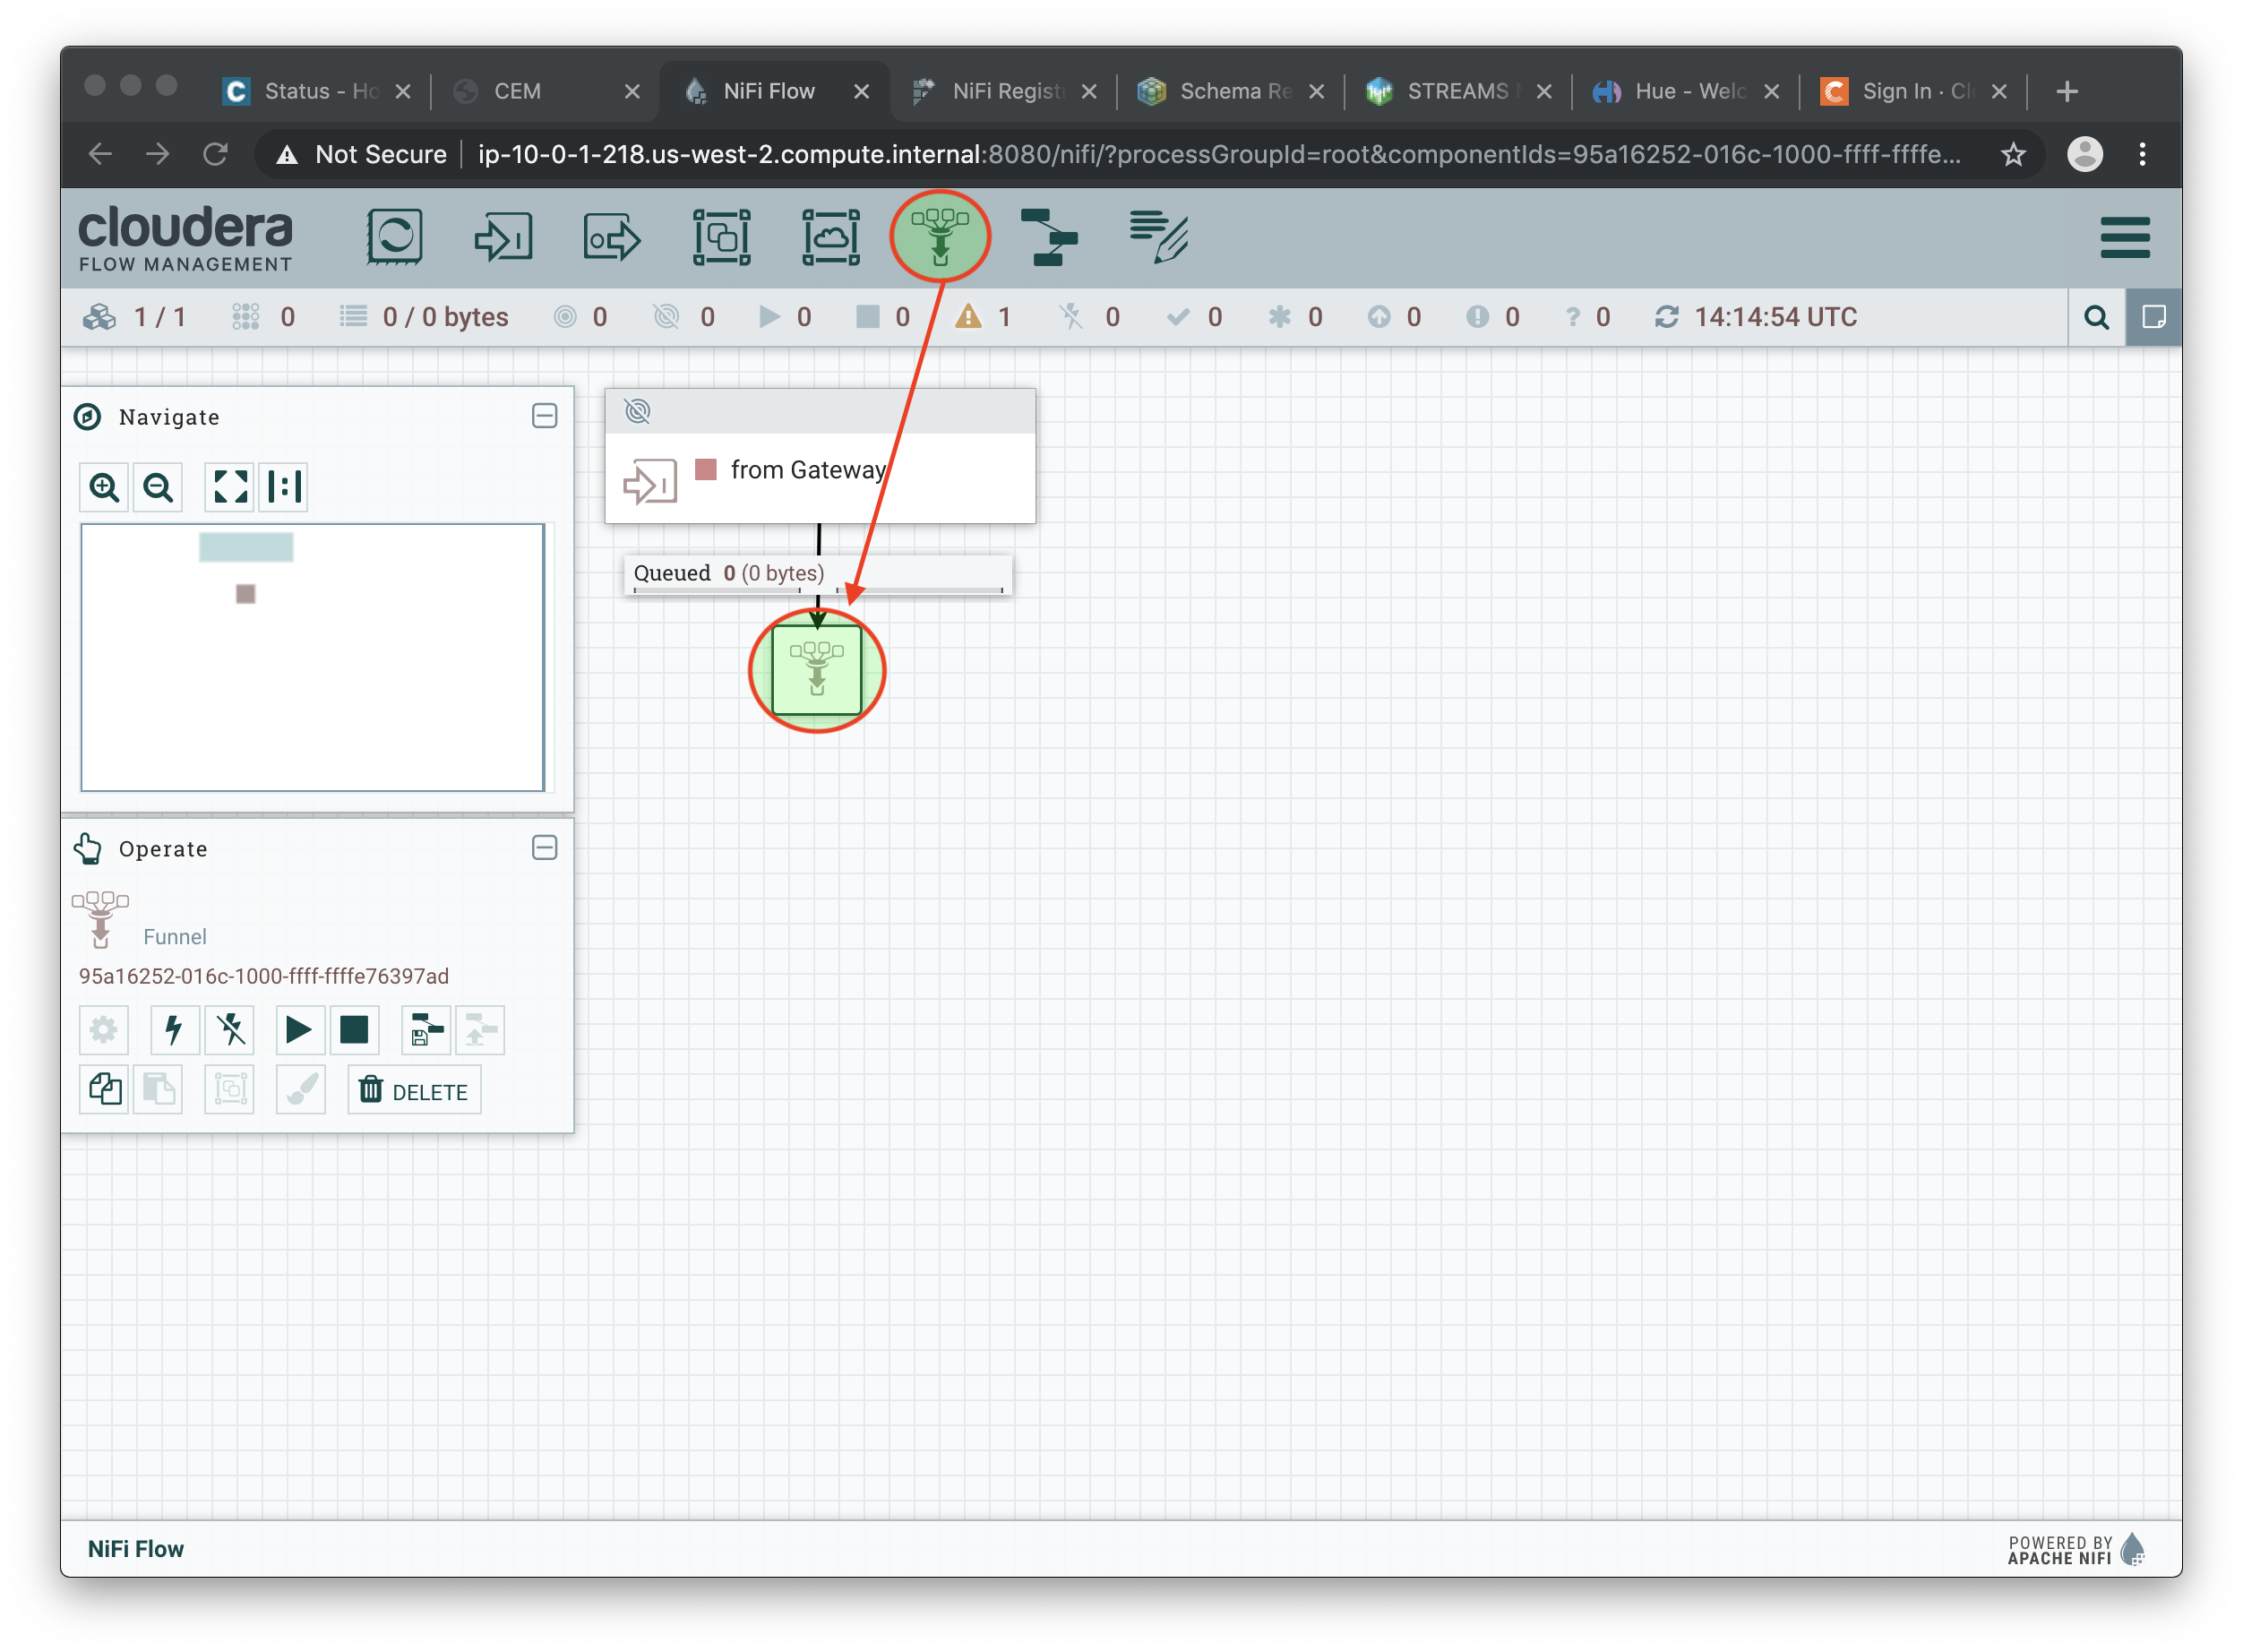 Status - Ho
CEM
NiFi Flow
NiFi Regist
Schema Re
STREAMS
Hue - Welc
Sign In · Cl
Not Secure
ip-10-0-1-218.us-west-2.compute.internal:8080/nifi/?processGroupId=root&componentIds=95a16252-016c-1000-ffff-ffffe...
cloudera
FLOW MANAGEMENT
1 / 1
0
0 / 0 bytes
0
0
0
0
1
0
0
0
0
0
? 0
14:14:54 UTC
Navigate
from Gateway
Queued 0 (0 bytes)
Operate
Funnel
95a16252-016c-1000-ffff-ffffe76397ad
DELETE
NiFi Flow
POWERED BY
APACHE NIFI